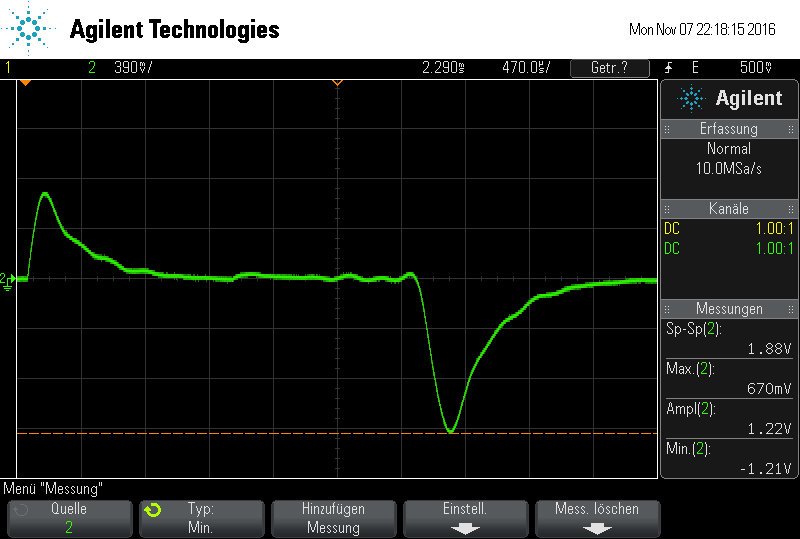 Agilent Technologies
Mon Nov 07 22:18:15 2016
1 2 390V/ 2.290s 470.0s/ Getr.? E 500V
Agilent
Erfassung
Normal
10.0MSa/s
Kanäle
DC 1.00:1
DC 1.00:1
Messungen
Sp-Sp(2):
1.88V
Max.(2):
670mV
Ampl(2):
1.22V
Min.(2):
-1.21V
2
Menü "Messung"
Quelle
2
Typ:
Min.
Hinzufügen
Messung
Einstell.
Mess. löschen